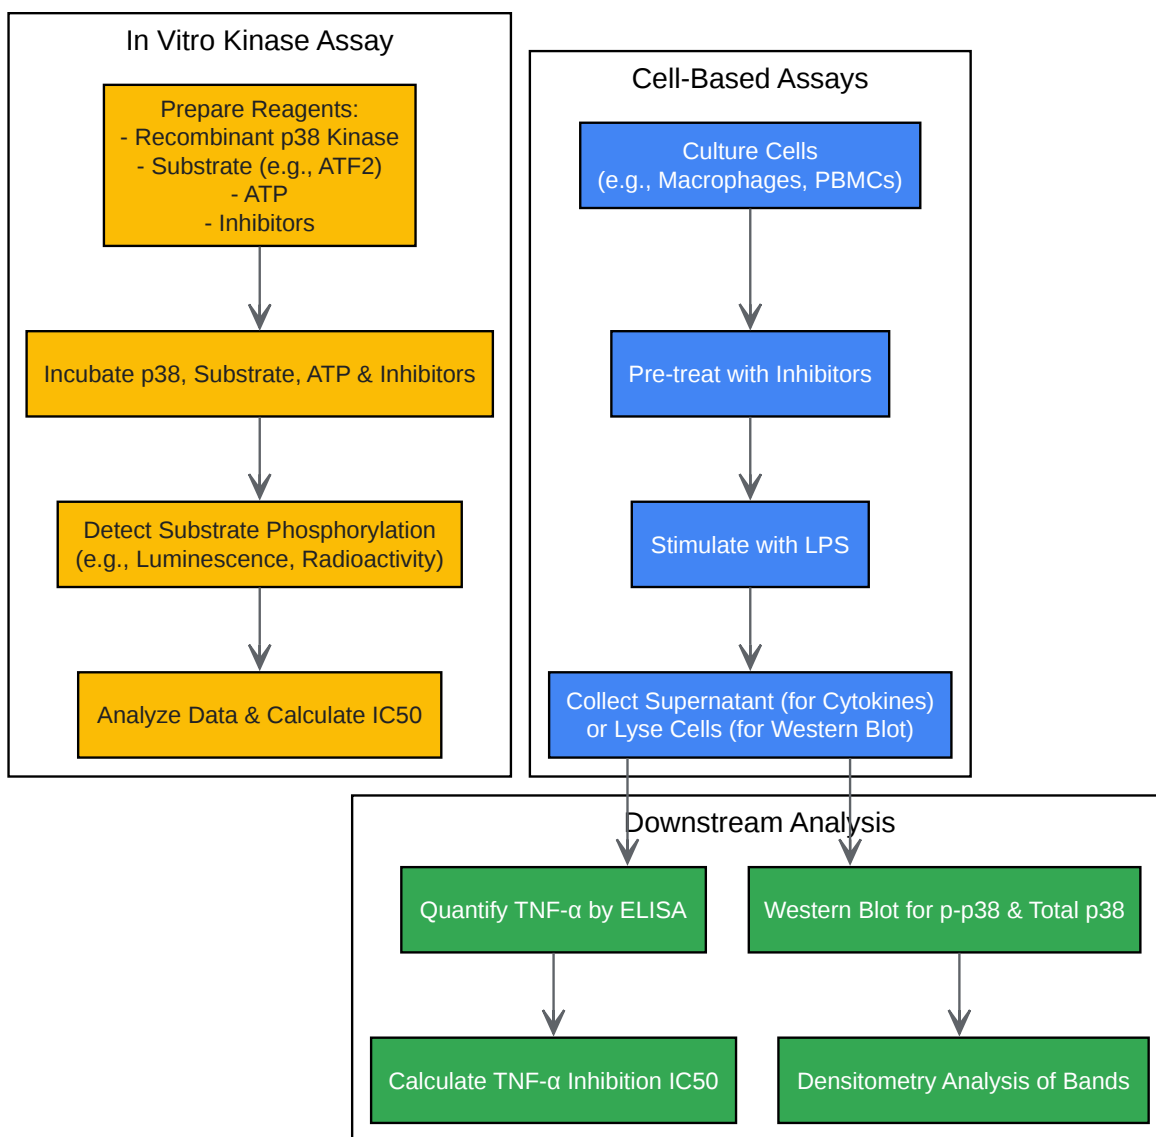 In Vitro Kinase Assay
Prepare Reagents:
- Recombinant p38 Kinase
- Substrate (e.g., ATF2)
- ATP
- Inhibitors
Incubate p38, Substrate, ATP & Inhibitors
Detect Substrate Phosphorylation
(e.g., Luminescence, Radioactivity)
Analyze Data & Calculate IC50
Cell-Based Assays
Culture Cells
(e.g., Macrophages, PBMCs)
Pre-treat with Inhibitors
Stimulate with LPS
Collect Supernatant (for Cytokines)
or Lyse Cells (for Western Blot)
Downstream Analysis
Quantify TNF-α by ELISA
Calculate TNF-α Inhibition IC50
Western Blot for p-p38 & Total p38
Densitometry Analysis of Bands